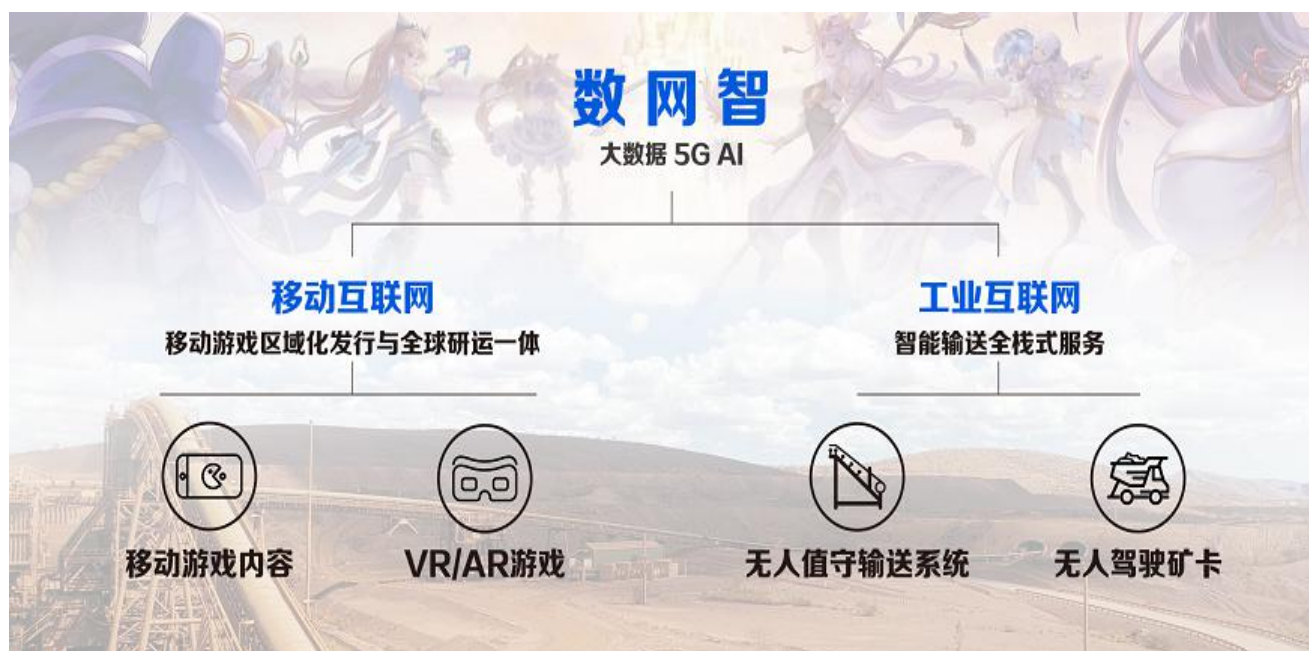 数网智
大数据 5G AI
移动互联网
移动游戏区域化发行与全球研运一体
工业互联网
智能输送全栈式服务
移动游戏内容
VR/AR游戏
无人值守输送系统
无人驾驶矿卡